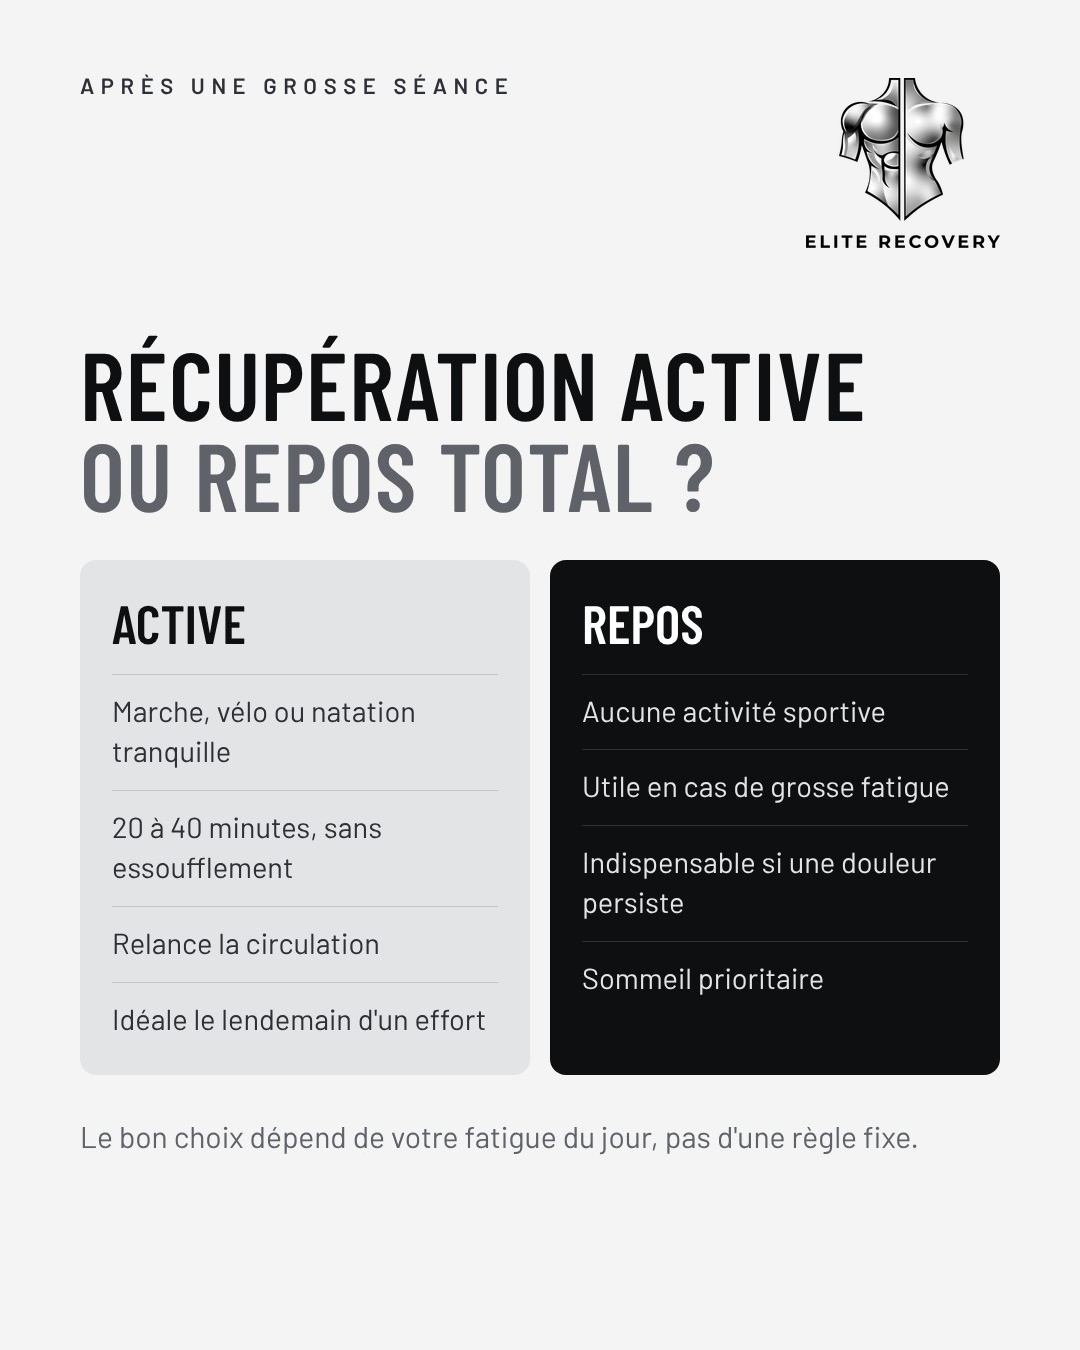 APRÈS UNE GROSSE SÉANCE
ELITE RECOVERY
RÉCUPÉRATION ACTIVE
OU REPOS TOTAL ?
ACTIVE
Marche, vélo ou natation
tranquille
20 à 40 minutes, sans
essoufflement
Relance la circulation
Idéale le lendemain d'un effort
REPOS
Aucune activité sportive
Utile en cas de grosse fatigue
Indispensable si une douleur
persiste
Sommeil prioritaire
Le bon choix dépend de votre fatigue du jour, pas d'une règle fixe.